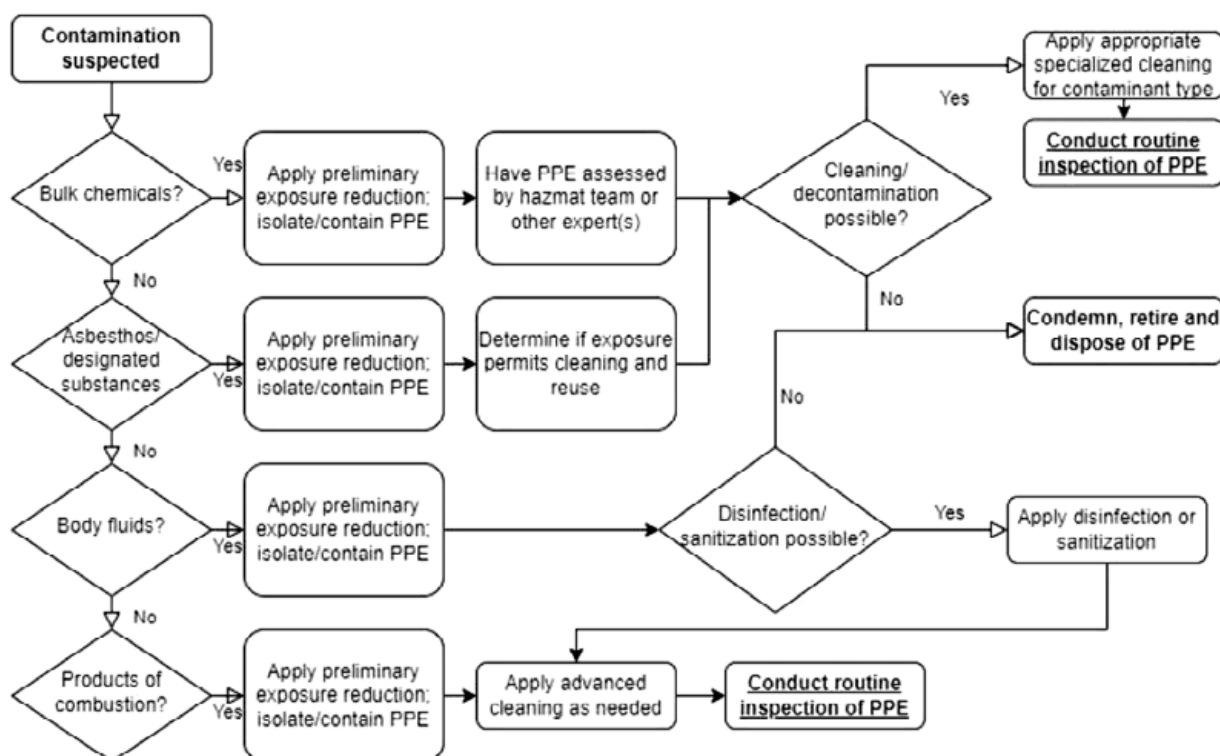 Contamination
suspected
Bulk chemicals?
Yes
Apply preliminary
exposure reduction;
isolate/contain PPE
Have PPE assessed
by hazmat team or
other expert(s)
Cleaning/
decontamination
possible?
Yes
Apply appropriate
specialized cleaning
for contaminant type
Conduct routine
inspection of PPE
No
No
Asbesthos/
designated
substances
Yes
Apply preliminary
exposure reduction;
isolate/contain PPE
Determine if exposure
permits cleaning and
reuse
Condemn, retire and
dispose of PPE
No
No
Body fluids?
Yes
Apply preliminary
exposure reduction;
isolate/contain PPE
Disinfection/
sanitization possible?
Yes
Apply disinfection or
sanitization
No
Products of
combustion?
Yes
Apply preliminary
exposure reduction;
isolate/contain PPE
Apply advanced
cleaning as needed
Conduct routine
inspection of PPE